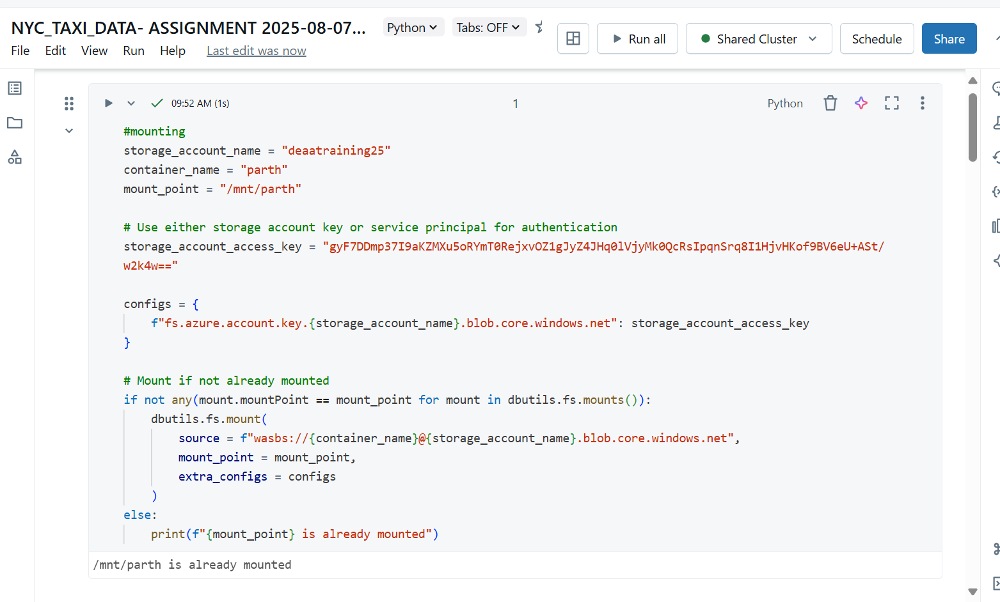 NYC_TAXI_DATA- ASSIGNMENT 2025-08-07...
Python
Tabs: OFF
File Edit View Run Help Last edit was now
Run all
Shared Cluster
Schedule
Share
09:52 AM (1s)
1
Python
#mounting
storage_account_name = "deaatraining25"
container_name = "parth"
mount_point = "/mnt/parth"
# Use either storage account key or service principal for authentication
storage_account_access_key = "gyF7DDmp37I9aKZMXu5oRYmT0RejxvOZ1gJyZ4JHq0lVjyMk0QcRsIpqnSrq8I1HjvHKof9BV6eU+ASt/
w2k4w=="
configs = {
f"fs.azure.account.key.{storage_account_name}.blob.core.windows.net": storage_account_access_key
}
# Mount if not already mounted
if not any(mount.mountPoint == mount_point for mount in dbutils.fs.mounts()):
dbutils.fs.mount(
source = f"wasbs://{container_name}@{storage_account_name}.blob.core.windows.net",
mount_point = mount_point,
extra_configs = configs
)
else:
print(f"{mount_point} is already mounted")
/mnt/parth is already mounted